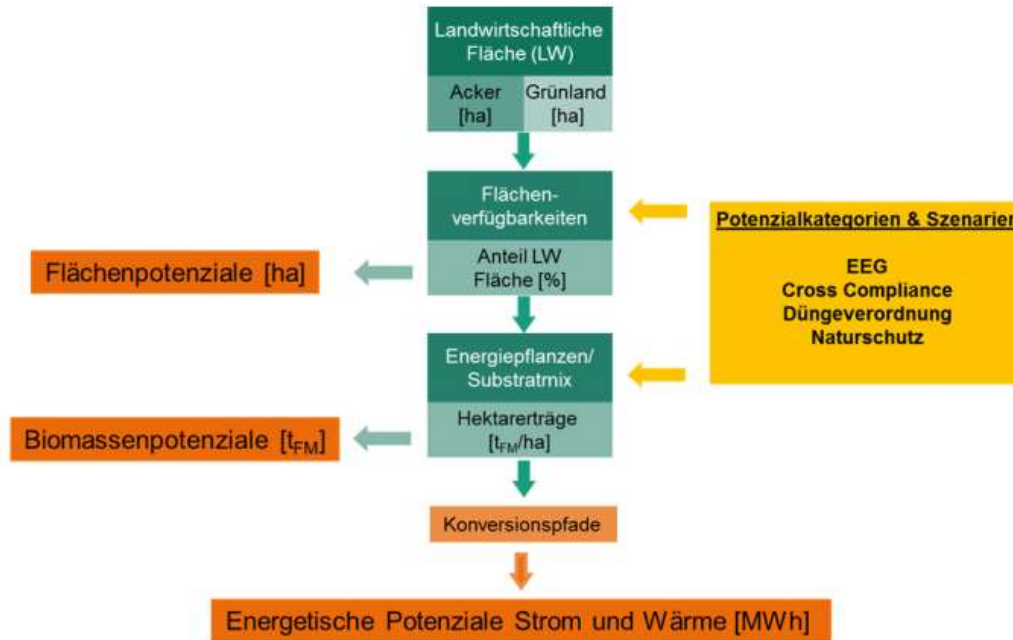 Landwirtschaftliche
Fläche (LW)
Acker
[ha]
Grünland
[ha]
Flächen-
verfügbarkeiten
Anteil LW
Fläche [%]
Flächenpotenziale [ha]
Potenzialkategorien & Szenarien
EEG
Cross Compliance
Düngeverordnung
Naturschutz
Energiepflanzen/
Substratmix
Hektarerträge
[tFM/ha]
Biomassenpotenziale [tFM]
Konversionspfade
Energetische Potenziale Strom und Wärme [MWh]